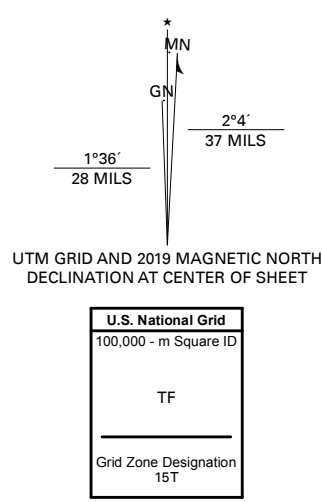 MN
GN
2°4´
37 MILS
1°36´
28 MILS
UTM GRID AND 2019 MAGNETIC NORTH
DECLINATION AT CENTER OF SHEET
U.S. National Grid
100,000 - m Square ID
TF
Grid Zone Designation
15T